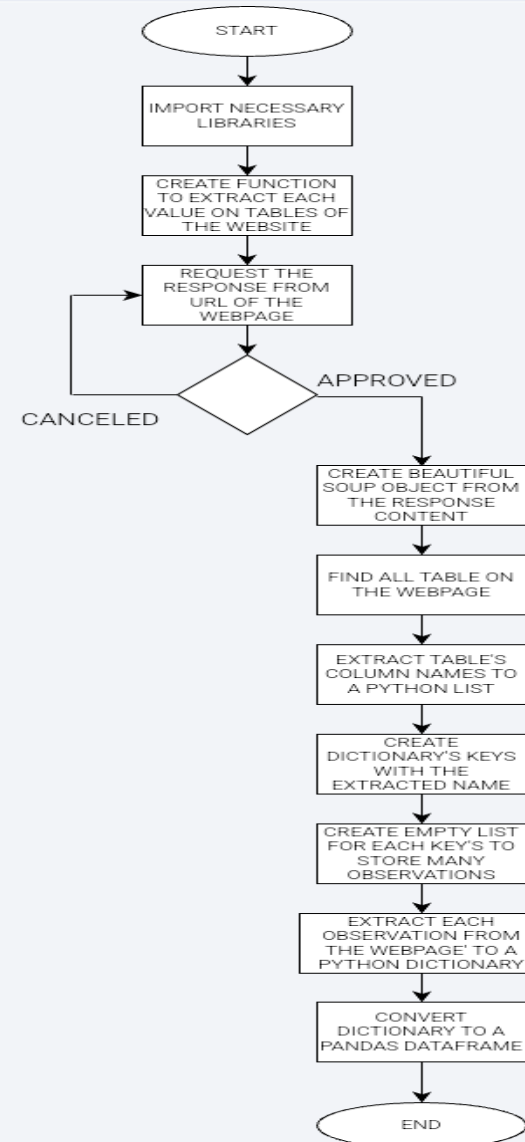 START
IMPORT NECESSARY
LIBRARIES
CREATE FUNCTION
TO EXTRACT EACH
VALUE ON TABLES OF
THE WEBSITE
REQUEST THE
RESPONSE FROM
URL OF THE
WEBPAGE
APPROVED
CANCELED
CREATE BEAUTIFUL
SOUP OBJECT FROM
THE RESPONSE
CONTENT
FIND ALL TABLE ON
THE WEBPAGE
EXTRACT TABLE'S
COLUMN NAMES TO
A PYTHON LIST
CREATE
DICTIONARY'S KEYS
WITH THE
EXTRACTED NAME
CREATE EMPTY LIST
FOR EACH KEY'S TO
STORE MANY
OBSERVATIONS
EXTRACT EACH
OBSERVATION FROM
THE WEBPAGE' TO A
PYTHON DICTIONARY
CONVERT
DICTIONARY TO A
PANDAS DATAFRAME
END